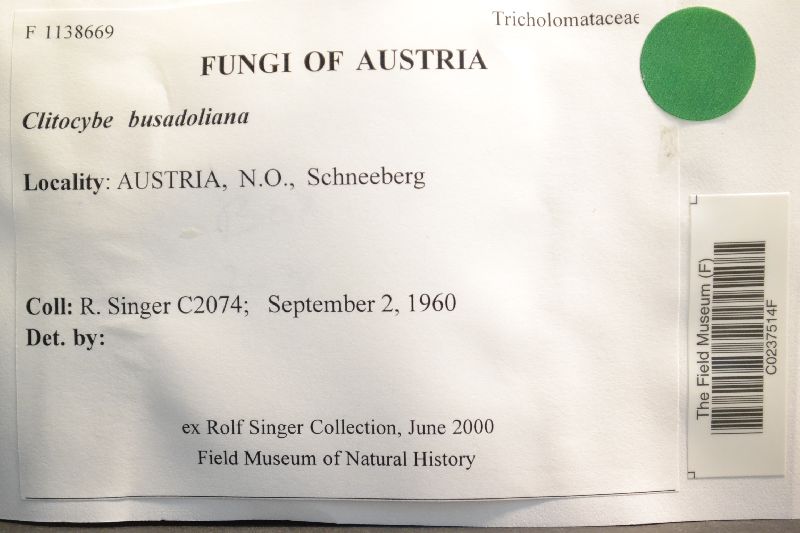 F 1138669
Tricholomataceae
FUNGI OF AUSTRIA
Clitocybe busadoliana
Locality: AUSTRIA, N.O., Schneeberg
Coll: R. Singer C2074; September 2, 1960
Det. by:
ex Rolf Singer Collection, June 2000
Field Museum of Natural History
The Field Museum (F)
C0237514F